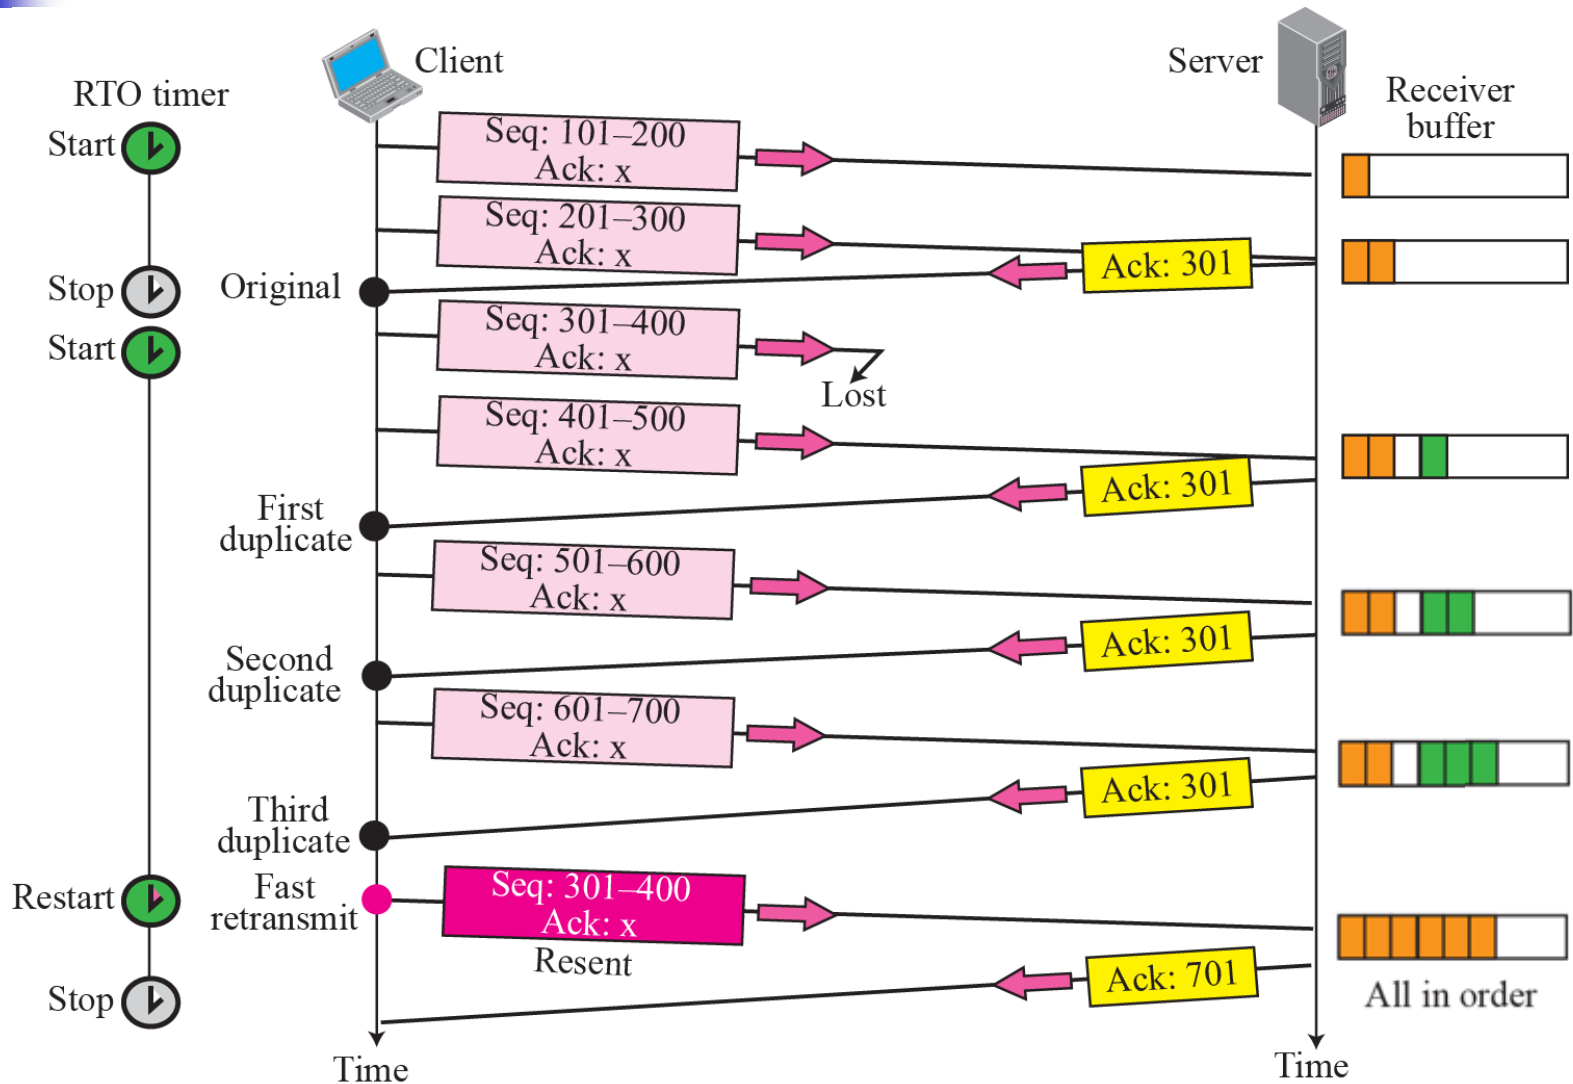 Client
Server
RTO timer
Receiver
buffer
Start
Seq: 101–200
Ack: x
Seq: 201–300
Ack: x
Ack: 301
Stop
Original
Start
Seq: 301–400
Ack: x
Lost
Seq: 401–500
Ack: x
Ack: 301
First
duplicate
Seq: 501–600
Ack: x
Ack: 301
Second
duplicate
Seq: 601–700
Ack: x
Ack: 301
Third
duplicate
Restart
Fast
retransmit
Seq: 301–400
Ack: x
Resent
Ack: 701
Stop
All in order
Time
Time